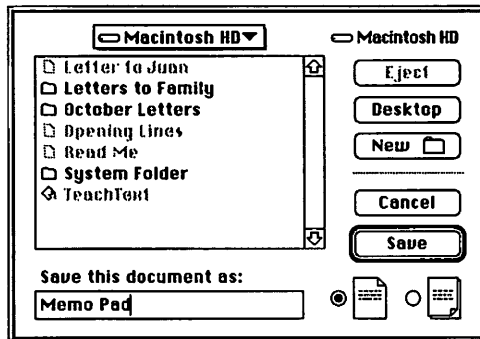 Macintosh HD
Macintosh HD
Letter to Juan
Letters to Family
October Letters
Opening Lines
Read Me
System Folder
TeachText
Eject
Desktop
New
Cancel
Save
Save this document as:
Memo Pad